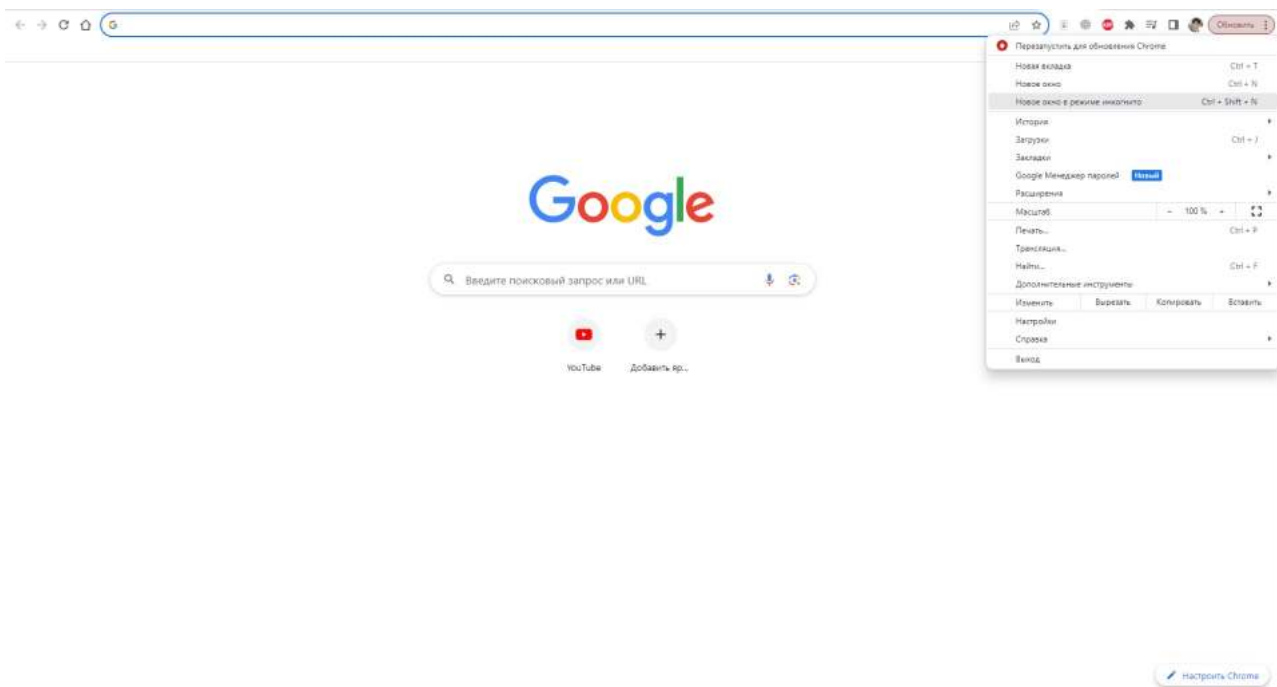 G
Обновить
Перезапустить для обновления Chrome
Новая вкладка Ctrl + T
Новое окно Ctrl + N
Новое окно в режиме инкогнито Ctrl + Shift + N
История
Загрузки Ctrl + J
Закладки
Google Менеджер паролей Новый
Расширения
Масштаб - 100 % +
Печать... Ctrl + P
Трансляция...
Найти... Ctrl + F
Дополнительные инструменты
Изменить Вырезать Копировать Вставить
Настройки
Справка
Выход
Google
Введите поисковый запрос или URL
YouTube Добавить яр...
Настроить Chrome